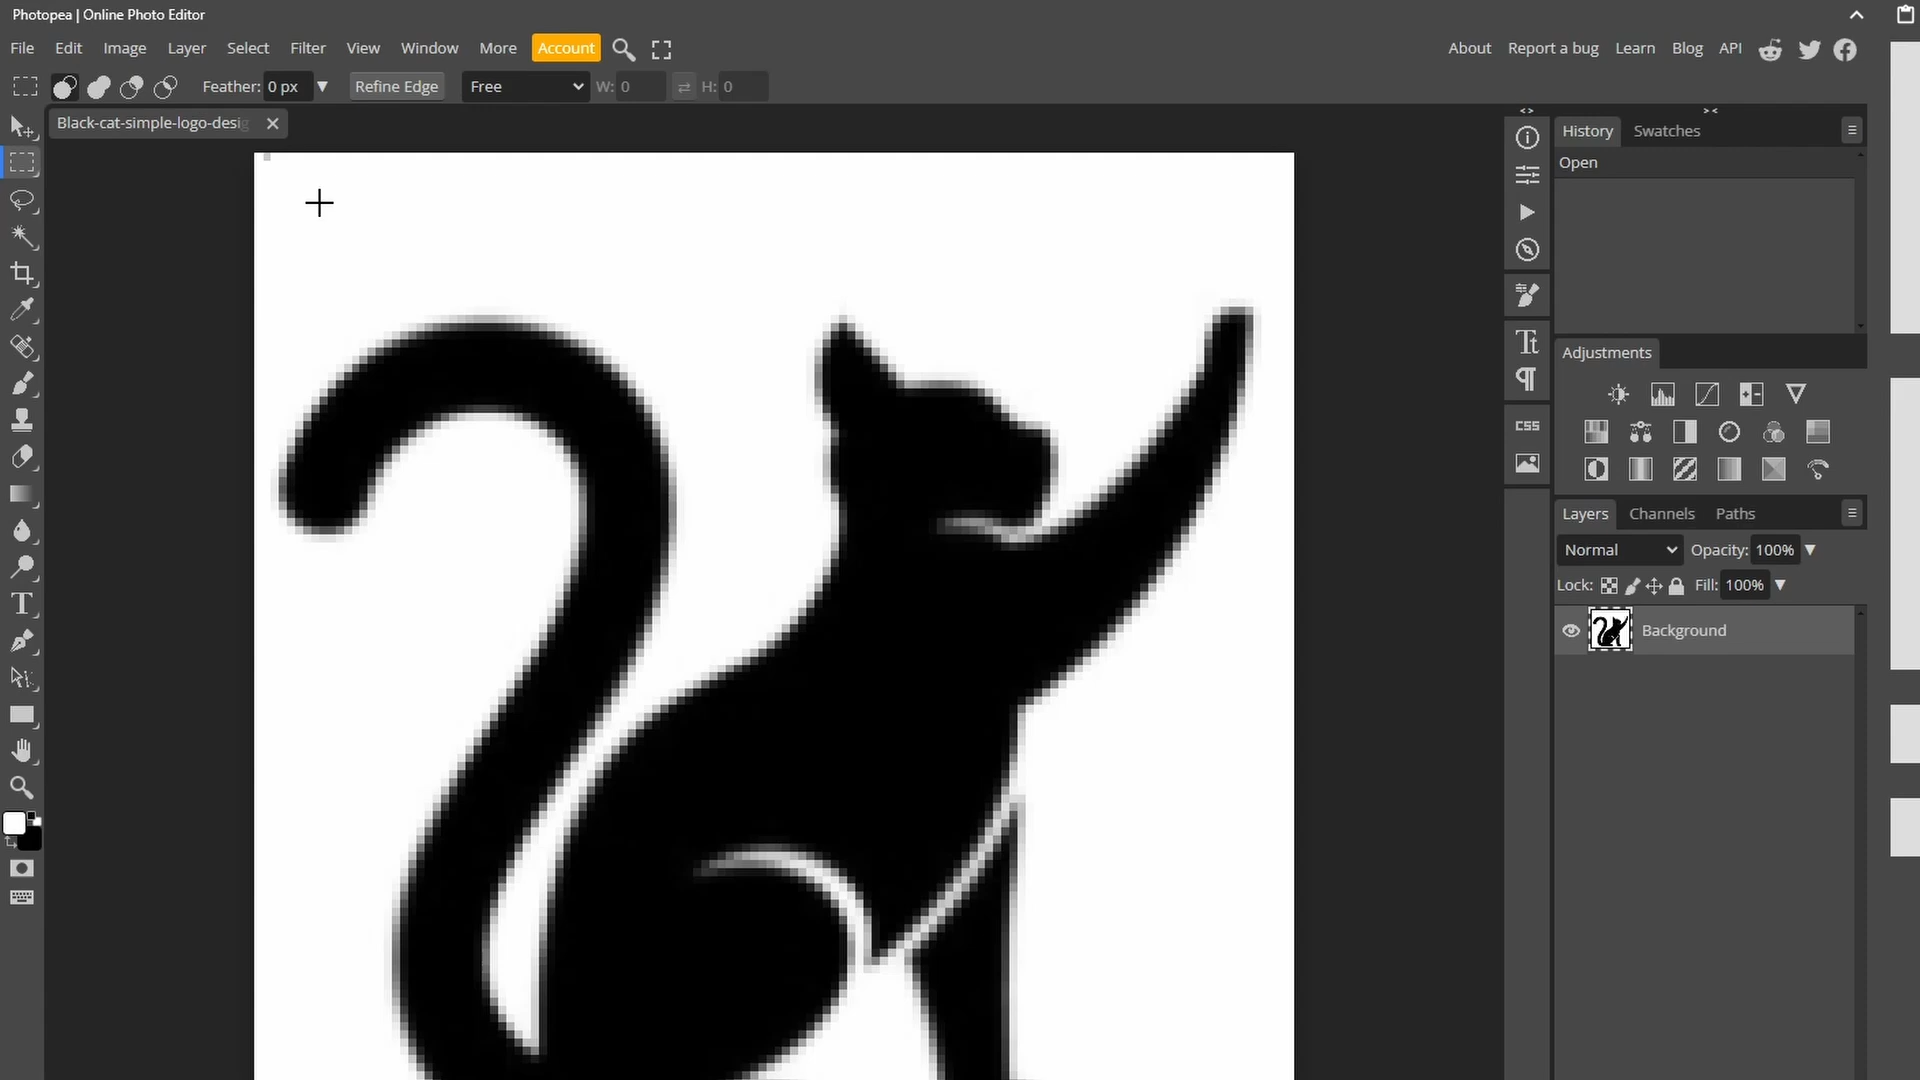 Photopea | Online Photo Editor
File Edit Image Layer Select Filter View Window More Account About Report a bug Learn Blog API
Feather: 0 px Refine Edge Free W: 0 H: 0
Black-cat-simple-logo-desig
History Swatches
Open
Adjustments
CSS
Layers Channels Paths
Normal Opacity: 100%
Lock: Fill: 100%
Background